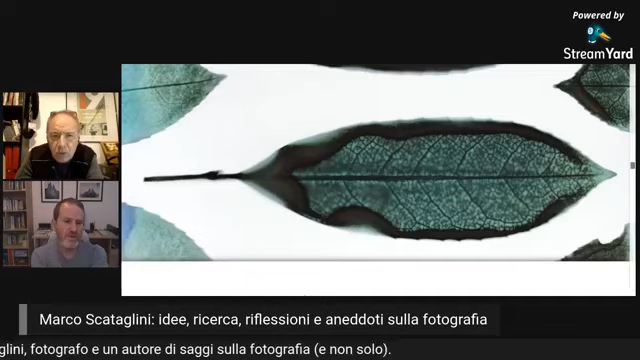 Powered by
StreamYard
Marco Scataglini: idee, ricerca, riflessioni e aneddoti sulla fotografia
glini, fotografo e un autore di saggi sulla fotografia (e non solo).